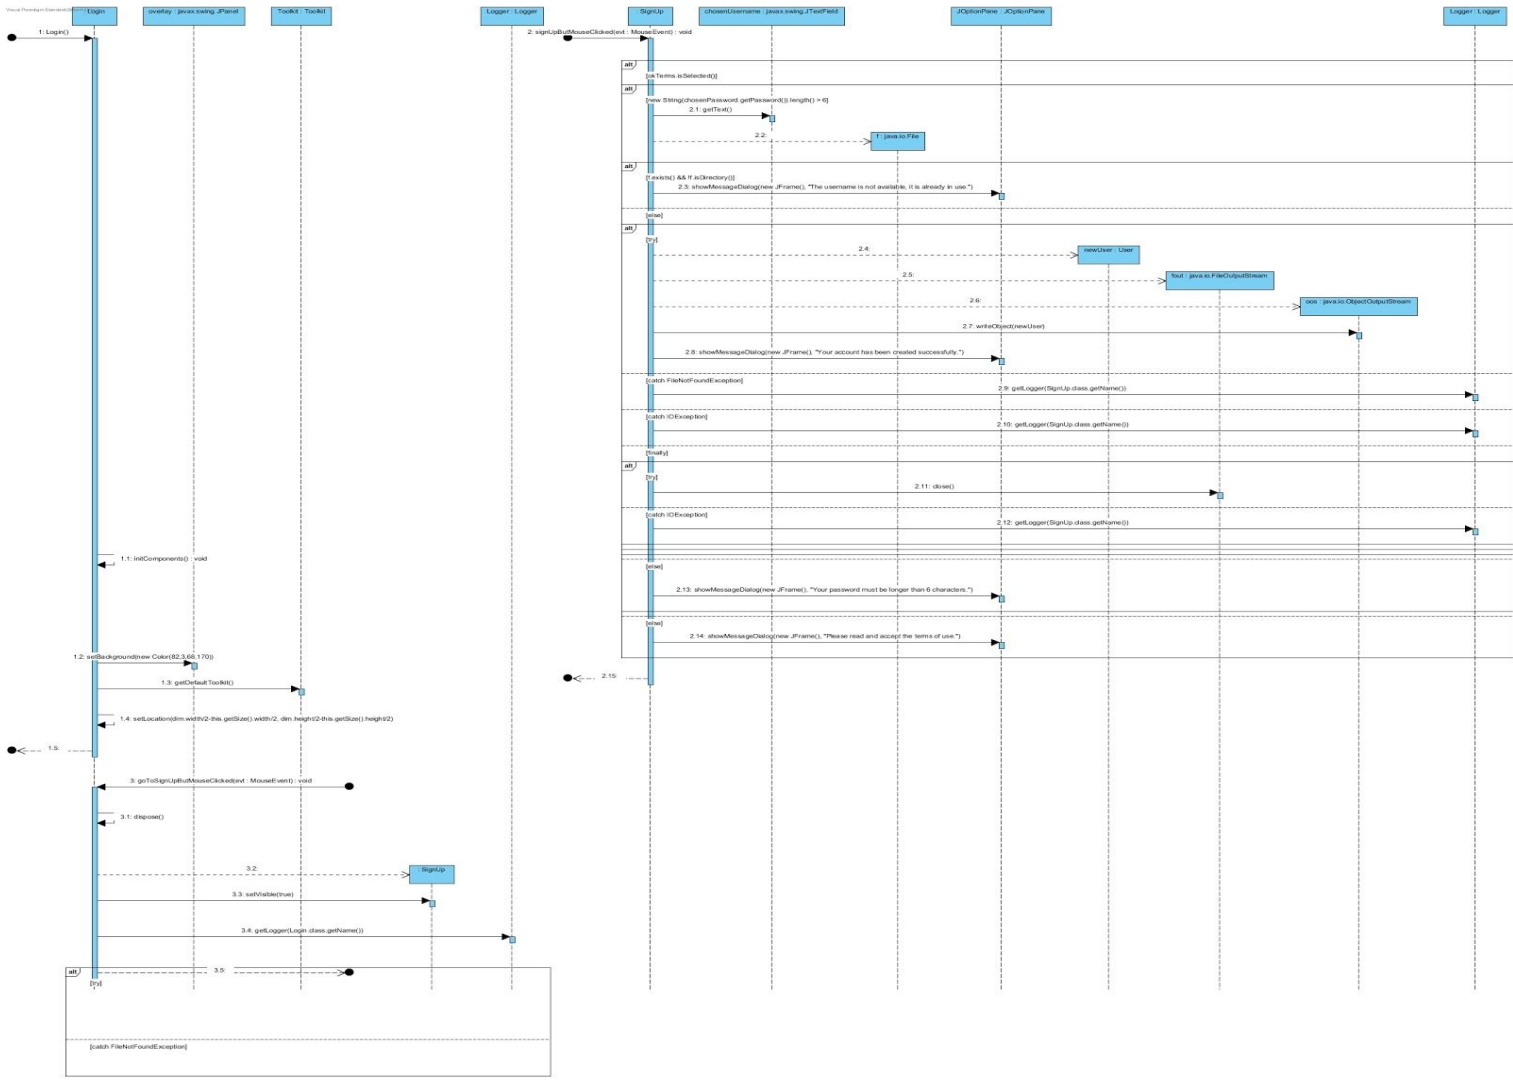 Login
overlay : javax.swing.JPanel
Toolkit : Toolkit
Logger : Logger
SignUp
chosenUsername : javax.swing.JTextField
JOptionPane : JOptionPane
Logger : Logger
1: Login()
2: signUpButMouseClicked(evt : MouseEvent) : void
alt
[okTerms.isSelected()]
alt
[new String(chosenPassword.getPassword()).length() > 6]
2.1: getText()
2.2:
f : java.io.File
alt
[f.exists() && !f.isDirectory()]
2.3: showMessageDialog(new JFrame(), "The username is not available, it is already in use.")
[else]
alt
[try]
2.4:
newUser : User
2.5:
fout : java.io.FileOutputStream
2.6:
oos : java.io.ObjectOutputStream
2.7: writeObject(newUser)
2.8: showMessageDialog(new JFrame(), "Your account has been created successfully.")
[catch FileNotFoundException]
2.9: getLogger(SignUp.class.getName())
[catch IOException]
2.10: getLogger(SignUp.class.getName())
[finally]
alt
[try]
2.11: close()
[catch IOException]
2.12: getLogger(SignUp.class.getName())
1.1: initComponents() : void
[else]
2.13: showMessageDialog(new JFrame(), "Your password must be longer than 6 characters.")
[else]
2.14: showMessageDialog(new JFrame(), "Please read and accept the terms of use.")
1.2: setBackground(new Color(82,3,68,170))
2.15:
1.3: getDefaultToolkit()
1.4: setLocation(dim.width/2-this.getSize().width/2, dim.height/2-this.getSize().height/2)
1.5:
3: goToSignUpButMouseClicked(evt : MouseEvent) : void
3.1: dispose()
3.2:
: SignUp
3.3: setVisible(true)
3.4: getLogger(Login.class.getName())
alt
3.5:
[try]
[catch FileNotFoundException]